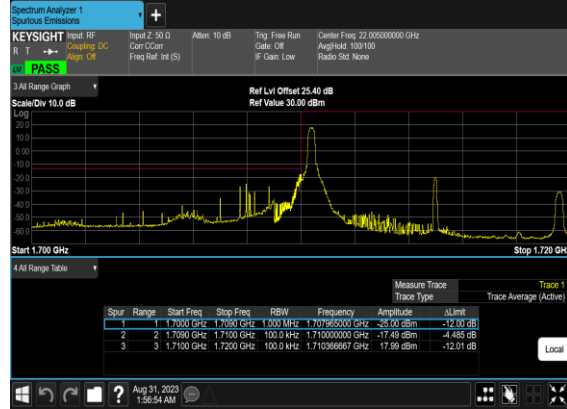 Spectrum Analyzer 1
Spurious Emissions
KEYSIGHT Input: RF Input Z: 50 Ω Atten: 10 dB Trig: Free Run Center Freq: 22.005000000 GHz
R T Coupling: DC Corr CCorr Gate: Off Avg|Hold: 100/100
Align: Off Freq Ref: Int (S) IF Gain: Low Radio Std: None
PASS
3 All Range Graph Ref Lvl Offset 25.40 dB
Scale/Div 10.0 dB Ref Value 30.00 dBm
Log
20.0
10.0
0.00
-10.0
-20.0
-30.0
-40.0
-50.0
-60.0
Start 1.700 GHz Stop 1.720 GHz
4 All Range Table
Measure Trace Trace 1
Trace Type Trace Average (Active)
Spur Range Start Freq Stop Freq RBW Frequency Amplitude ΔLimit
1 1 1.7000 GHz 1.7090 GHz 1.000 MHz 1.707965000 GHz -25.00 dBm -12.00 dB
2 2 1.7090 GHz 1.7100 GHz 100.0 kHz 1.710000000 GHz -17.49 dBm -4.485 dB
3 3 1.7100 GHz 1.7200 GHz 100.0 kHz 1.710366667 GHz 17.99 dBm -12.01 dB
Local
Aug 31, 2023
1:56:54 AM